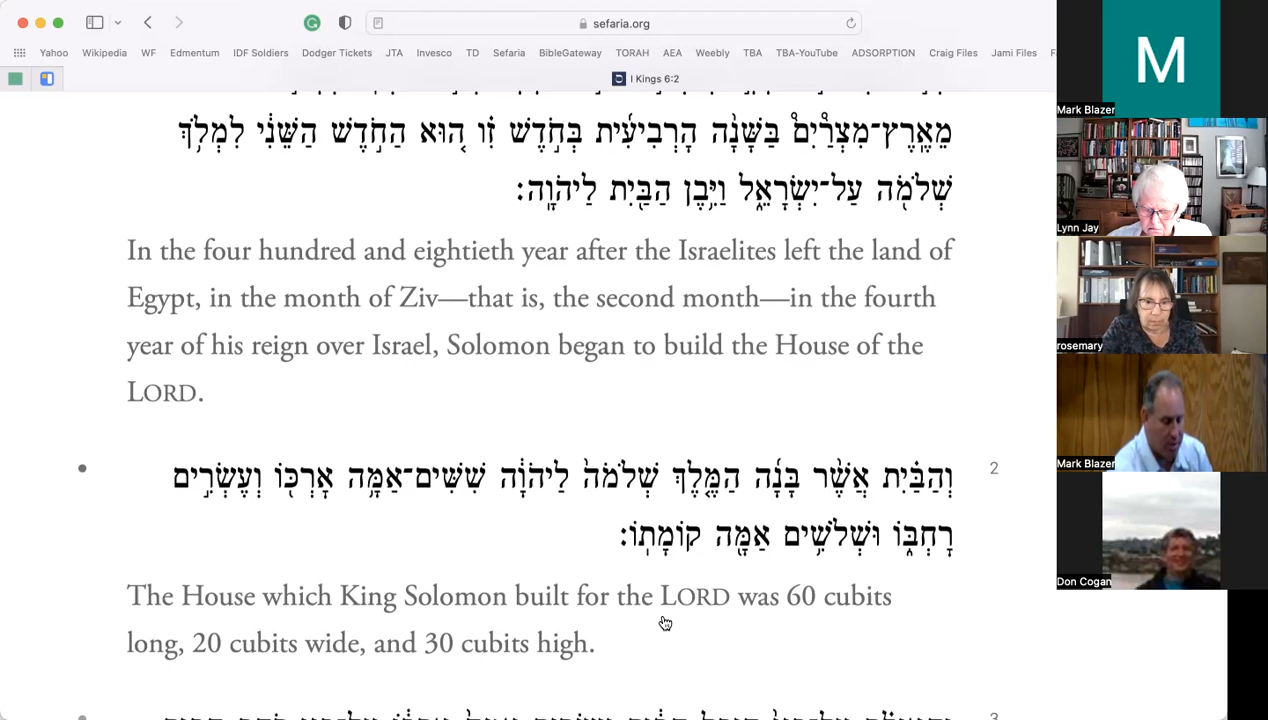 sefaria.org
Yahoo Wikipedia WF Edmentum IDF Soldiers Dodger Tickets JTA Invesco TD Sefaria BibleGateway TORAH AEA Weebly TBA TBA-YouTube ADSORPTION Craig Files Jami Files
I Kings 6:2
מֵאֶֽרֶץ־מִצְרַ֜יִם בַּשָּׁנָ֨ה הָרְבִיעִ֜ית בְּחֹ֣דֶשׁ זִ֗ו ה֚וּא הַחֹ֣דֶשׁ הַשֵּׁנִ֔י לִמְלֹ֥ךְ
שְׁלֹמֹ֖ה עַל־יִשְׂרָאֵ֑ל וַיִּ֥בֶן הַבַּ֖יִת לַיהֹוָֽה׃
In the four hundred and eightieth year after the Israelites left the land of
Egypt, in the month of Ziv—that is, the second month—in the fourth
year of his reign over Israel, Solomon began to build the House of the
LORD.
2
וְהַבַּ֗יִת אֲשֶׁ֨ר בָּנָ֜ה הַמֶּ֤לֶךְ שְׁלֹמֹה֙ לַיהֹוָ֔ה שִׁשִּׁים־אַמָּ֥ה אׇרְכּ֖וֹ וְעֶשְׂרִ֣ים
רׇחְבּ֑וֹ וּשְׁלֹשִׁ֥ים אַמָּ֖ה קוֹמָתֽוֹ׃
The House which King Solomon built for the LORD was 60 cubits
long, 20 cubits wide, and 30 cubits high.
3
M
Mark Blazer
Lynn Jay
rosemary
Mark Blazer
Don Cogan